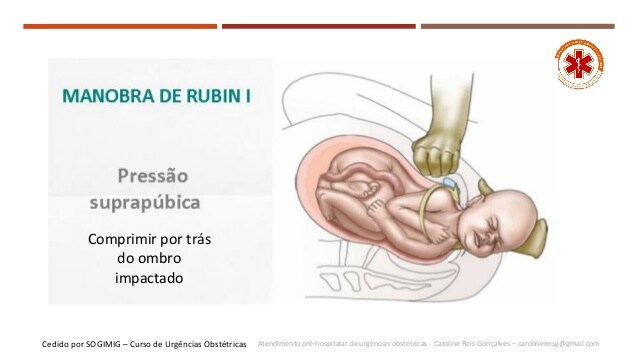 MANOBRA DE RUBIN I
Pressão
suprapúbica
Comprimir por trás
do ombro
impactado
Cedido por SOGIMIG – Curso de Urgências Obstétricas
Atendimento pré-hospitalar de urgências obstétricas - Caroline Reis Gonçalves – carolinereisg@gmail.com